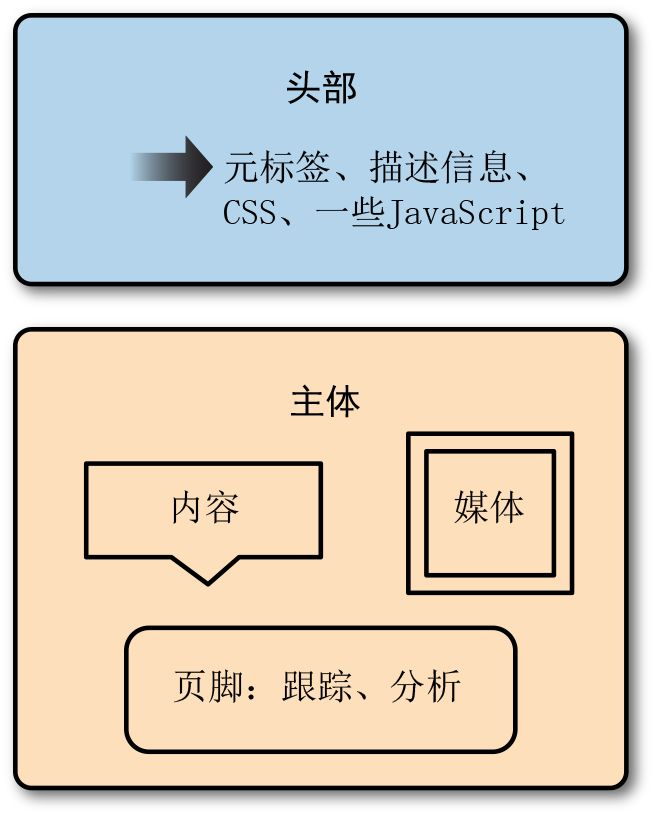 头部
元标签、描述信息、
CSS、一些JavaScript
主体
内容
媒体
页脚：跟踪、分析